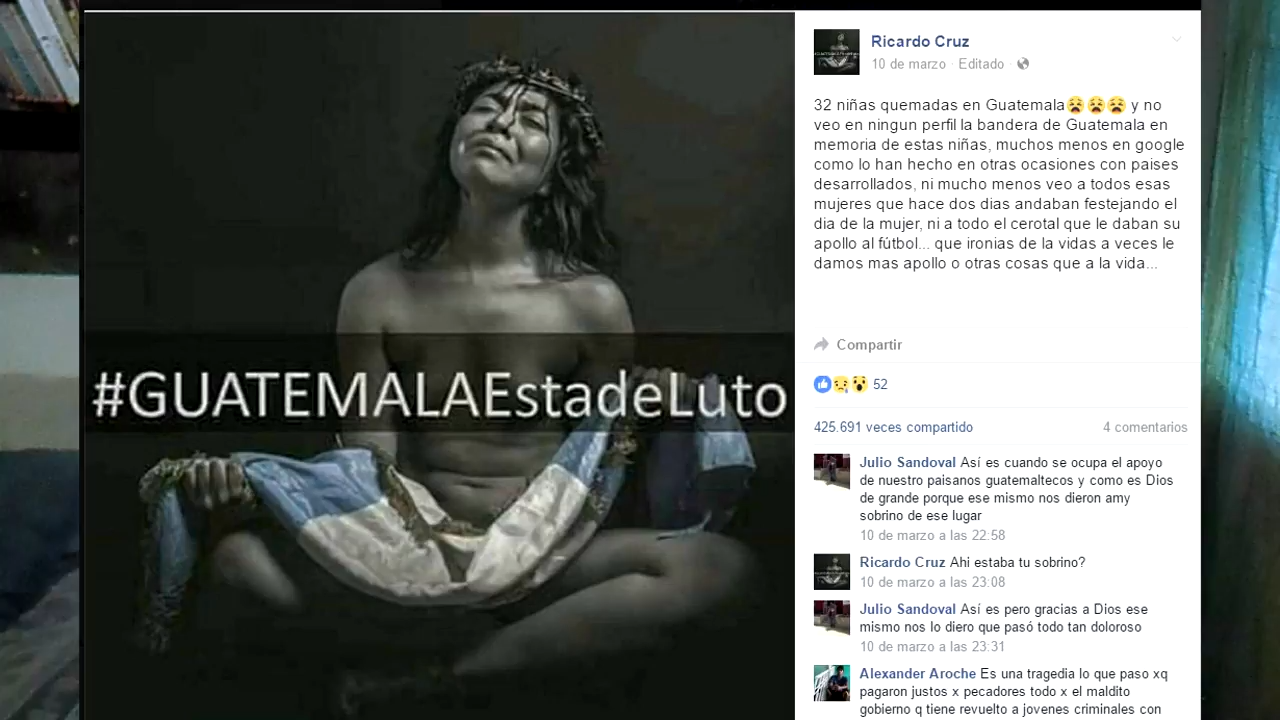 #GUATEMALAEstadeLuto
Ricardo Cruz
10 de marzo · Editado ·
32 niñas quemadas en Guatemala😫😫😫 y no
veo en ningun perfil la bandera de Guatemala en
memoria de estas niñas, muchos menos en google
como lo han hecho en otras ocasiones con paises
desarrollados, ni mucho menos veo a todos esas
mujeres que hace dos dias andaban festejando el
dia de la mujer, ni a todo el cerotal que le daban su
apollo al fútbol... que ironias de la vidas a veces le
damos mas apollo o otras cosas que a la vida...
Compartir
52
425.691 veces compartido
4 comentarios
Julio Sandoval Así es cuando se ocupa el apoyo
de nuestro paisanos guatemaltecos y como es Dios
de grande porque ese mismo nos dieron amy
sobrino de ese lugar
10 de marzo a las 22:58
Ricardo Cruz Ahi estaba tu sobrino?
10 de marzo a las 23:08
Julio Sandoval Así es pero gracias a Dios ese
mismo nos lo diero que pasó todo tan doloroso
10 de marzo a las 23:31
Alexander Aroche Es una tragedia lo que paso xq
pagaron justos x pecadores todo x el maldito
gobierno q tiene revuelto a jovenes criminales con